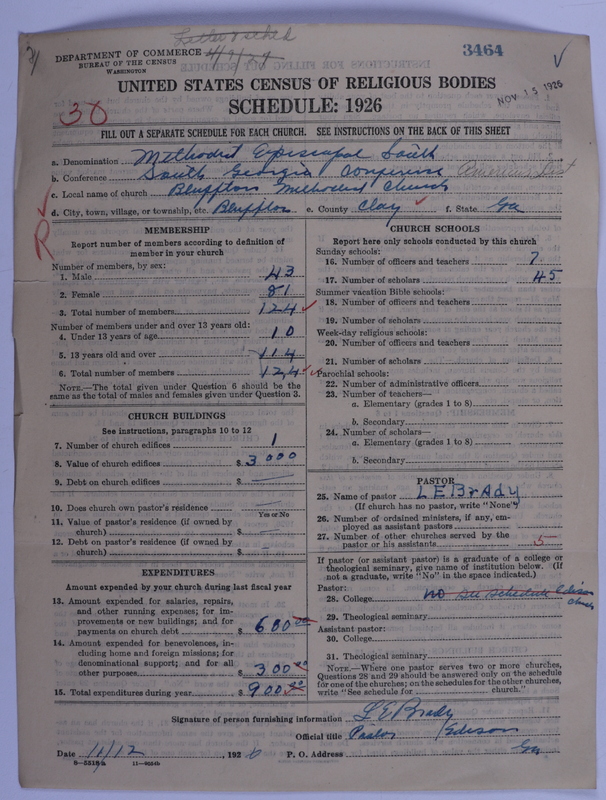 DEPARTMENT OF COMMERCE
BUREAU OF THE CENSUS
WASHINGTON
3464
NOV 15 1926
UNITED STATES CENSUS OF RELIGIOUS BODIES
SCHEDULE: 1926
FILL OUT A SEPARATE SCHEDULE FOR EACH CHURCH. SEE INSTRUCTIONS ON THE BACK OF THIS SHEET
a. Denomination Methodist Episcopal South
b. Conference South Georgia Conference
c. Local name of church Bluffton Methodist Church
d. City, town, village, or township, etc. Bluffton e. County Clay f. State Ga
MEMBERSHIP
Report number of members according to definition of
member in your church
Number of members, by sex:
1. Male 43
2. Female 81
3. Total number of members 124
Number of members under and over 13 years old:
4. Under 13 years of age 10
5. 13 years old and over 114
6. Total number of members 124
NOTE.—The total given under Question 6 should be the
same as the total of males and females given under Question 3.
CHURCH BUILDINGS
See instructions, paragraphs 10 to 12
7. Number of church edifices 1
8. Value of church edifices $ 3000
9. Debt on church edifices $ —
10. Does church own pastor's residence —
Yes or No
11. Value of pastor's residence (if owned by
church) $ —
12. Debt on pastor's residence (if owned by
church) $ —
EXPENDITURES
Amount expended by your church during last fiscal year
13. Amount expended for salaries, repairs,
and other running expenses; for im-
provements or new buildings; and for
payments on church debt $ 600 00
14. Amount expended for benevolences, in-
cluding home and foreign missions; for
denominational support; and for all
other purposes $ 300 00
15. Total expenditures during year $ 900 00
CHURCH SCHOOLS
Report here only schools conducted by this church
Sunday schools:
16. Number of officers and teachers 7
17. Number of scholars 45
Summer vacation Bible schools:
18. Number of officers and teachers
19. Number of scholars
Week-day religious schools:
20. Number of officers and teachers
21. Number of scholars
Parochial schools:
22. Number of administrative officers
23. Number of teachers—
a. Elementary (grades 1 to 8)
b. Secondary
24. Number of scholars—
a. Elementary (grades 1 to 8)
b. Secondary
PASTOR
25. Name of pastor L E Brady
(If church has no pastor, write "None")
26. Number of ordained ministers, if any, em-
ployed as assistant pastors
27. Number of other churches served by the
pastor or his assistants 5
If pastor (or assistant pastor) is a graduate of a college or
theological seminary, give name of institution below. (If
not a graduate, write "No" in the space indicated.)
Pastor:
28. College no See Schedule Edison
church
29. Theological seminary
Assistant pastor:
30. College
31. Theological seminary
NOTE.—Where one pastor serves two or more churches,
Questions 28 and 29 should be answered only on the schedule
for one of the churches; on the schedules for the other churches,
write "See schedule for church."
Signature of person furnishing information L E Brady
Official title Pastor Edison
Date 11/12, 1926 P. O. Address Ga